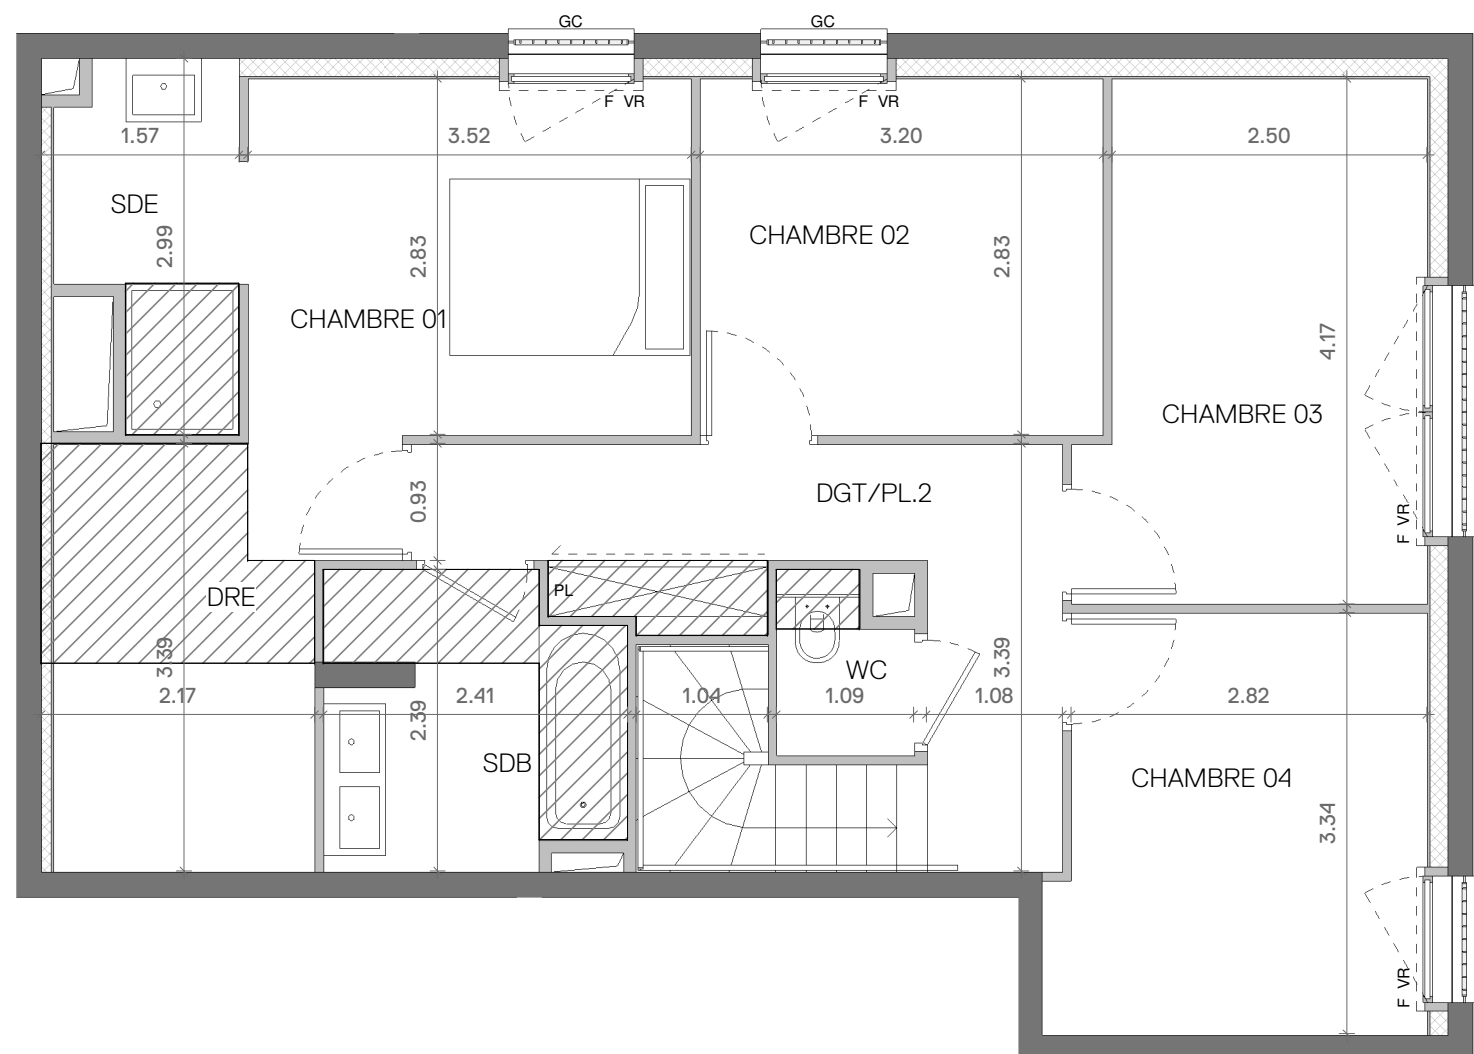 GC
GC
F VR
F VR
1.57
3.52
3.20
2.50
SDE
2.99
2.83
CHAMBRE 02
2.83
CHAMBRE 01
4.17
CHAMBRE 03
0.93
DGT/PL.2
F VR
DRE
PL
3.39
WC
3.39
2.17
2.41
1.04
1.09
1.08
2.82
2.39
SDB
CHAMBRE 04
3.34
F VR